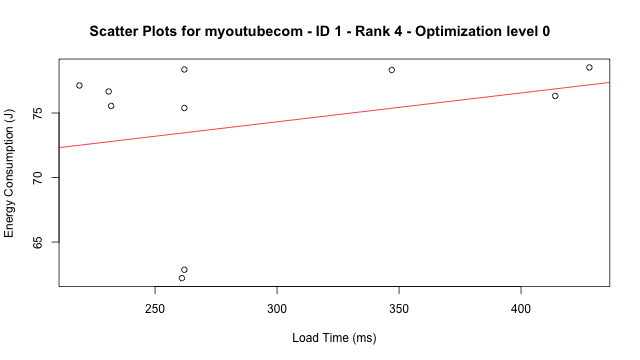 Scatter Plots for myoutubecom - ID 1 - Rank 4 - Optimization level 0
Energy Consumption (J)
75
70
65
250 300 350 400
Load Time (ms)